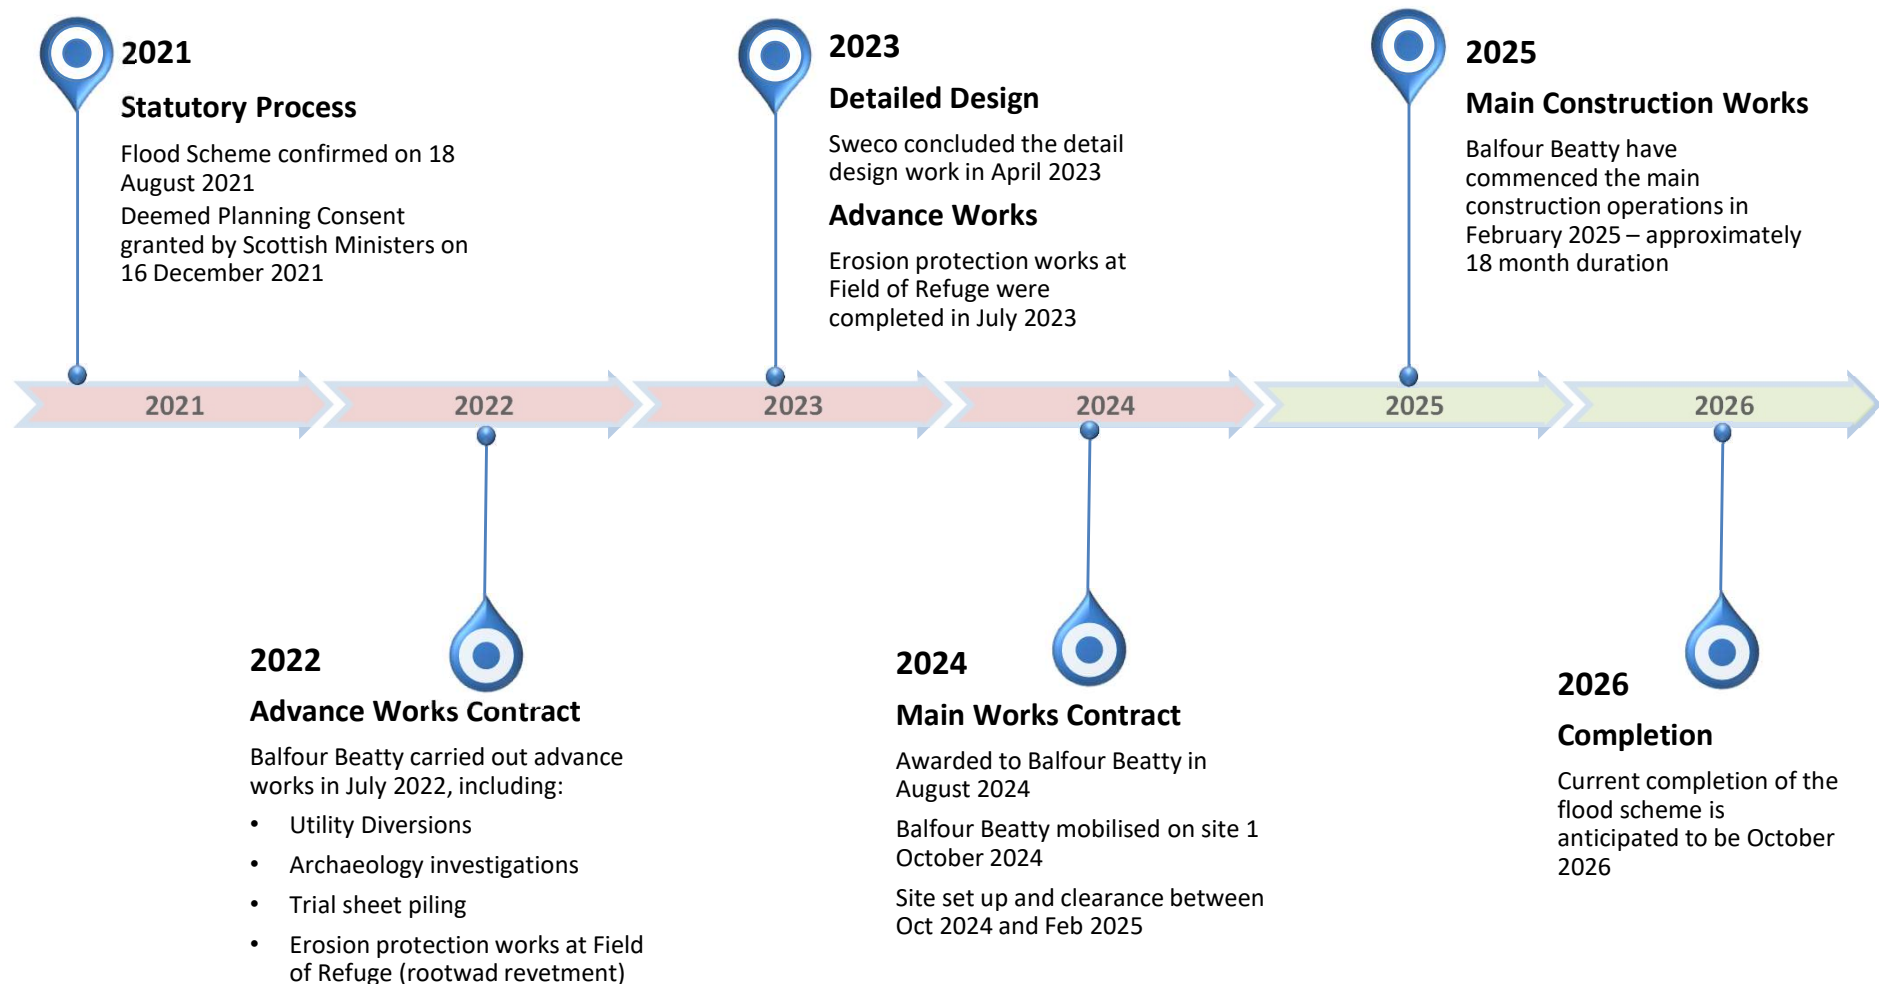 2021
Statutory Process
Flood Scheme confirmed on 18
August 2021
Deemed Planning Consent
granted by Scottish Ministers on
16 December 2021
2023
Detailed Design
Sweco concluded the detail
design work in April 2023
Advance Works
Erosion protection works at
Field of Refuge were
completed in July 2023
2025
Main Construction Works
Balfour Beatty have
commenced the main
construction operations in
February 2025 – approximately
18 month duration
2021
2022
2023
2024
2025
2026
2022
Advance Works Contract
Balfour Beatty carried out advance
works in July 2022, including:
• Utility Diversions
• Archaeology investigations
• Trial sheet piling
• Erosion protection works at Field
of Refuge (rootwad revetment)
2024
Main Works Contract
Awarded to Balfour Beatty in
August 2024
Balfour Beatty mobilised on site 1
October 2024
Site set up and clearance between
Oct 2024 and Feb 2025
2026
Completion
Current completion of the
flood scheme is
anticipated to be October
2026